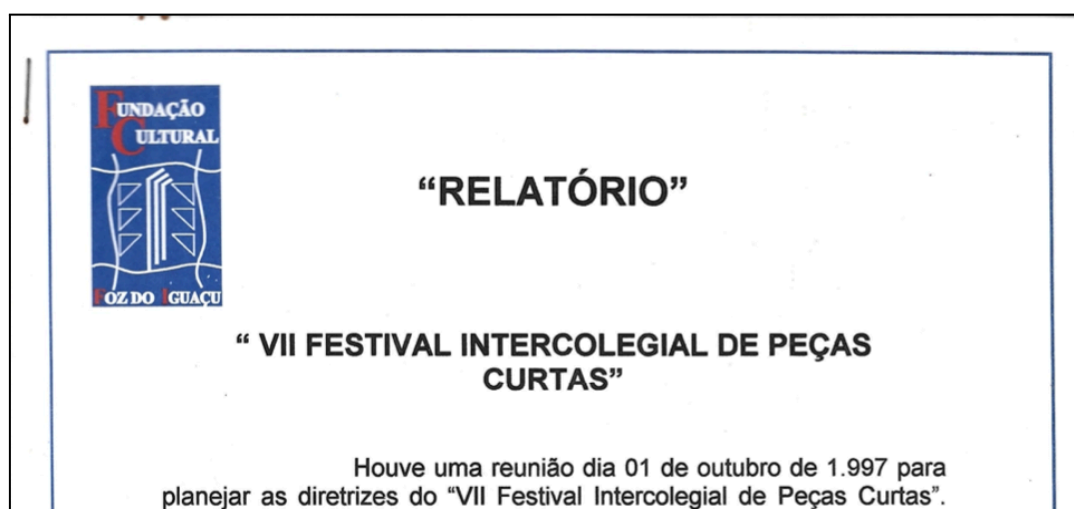 FUNDAÇÃO
CULTURAL
FOZ DO IGUAÇU
“RELATÓRIO”
“ VII FESTIVAL INTERCOLEGIAL DE PEÇAS
CURTAS”
Houve uma reunião dia 01 de outubro de 1.997 para
planejar as diretrizes do “VII Festival Intercolegial de Peças Curtas”.